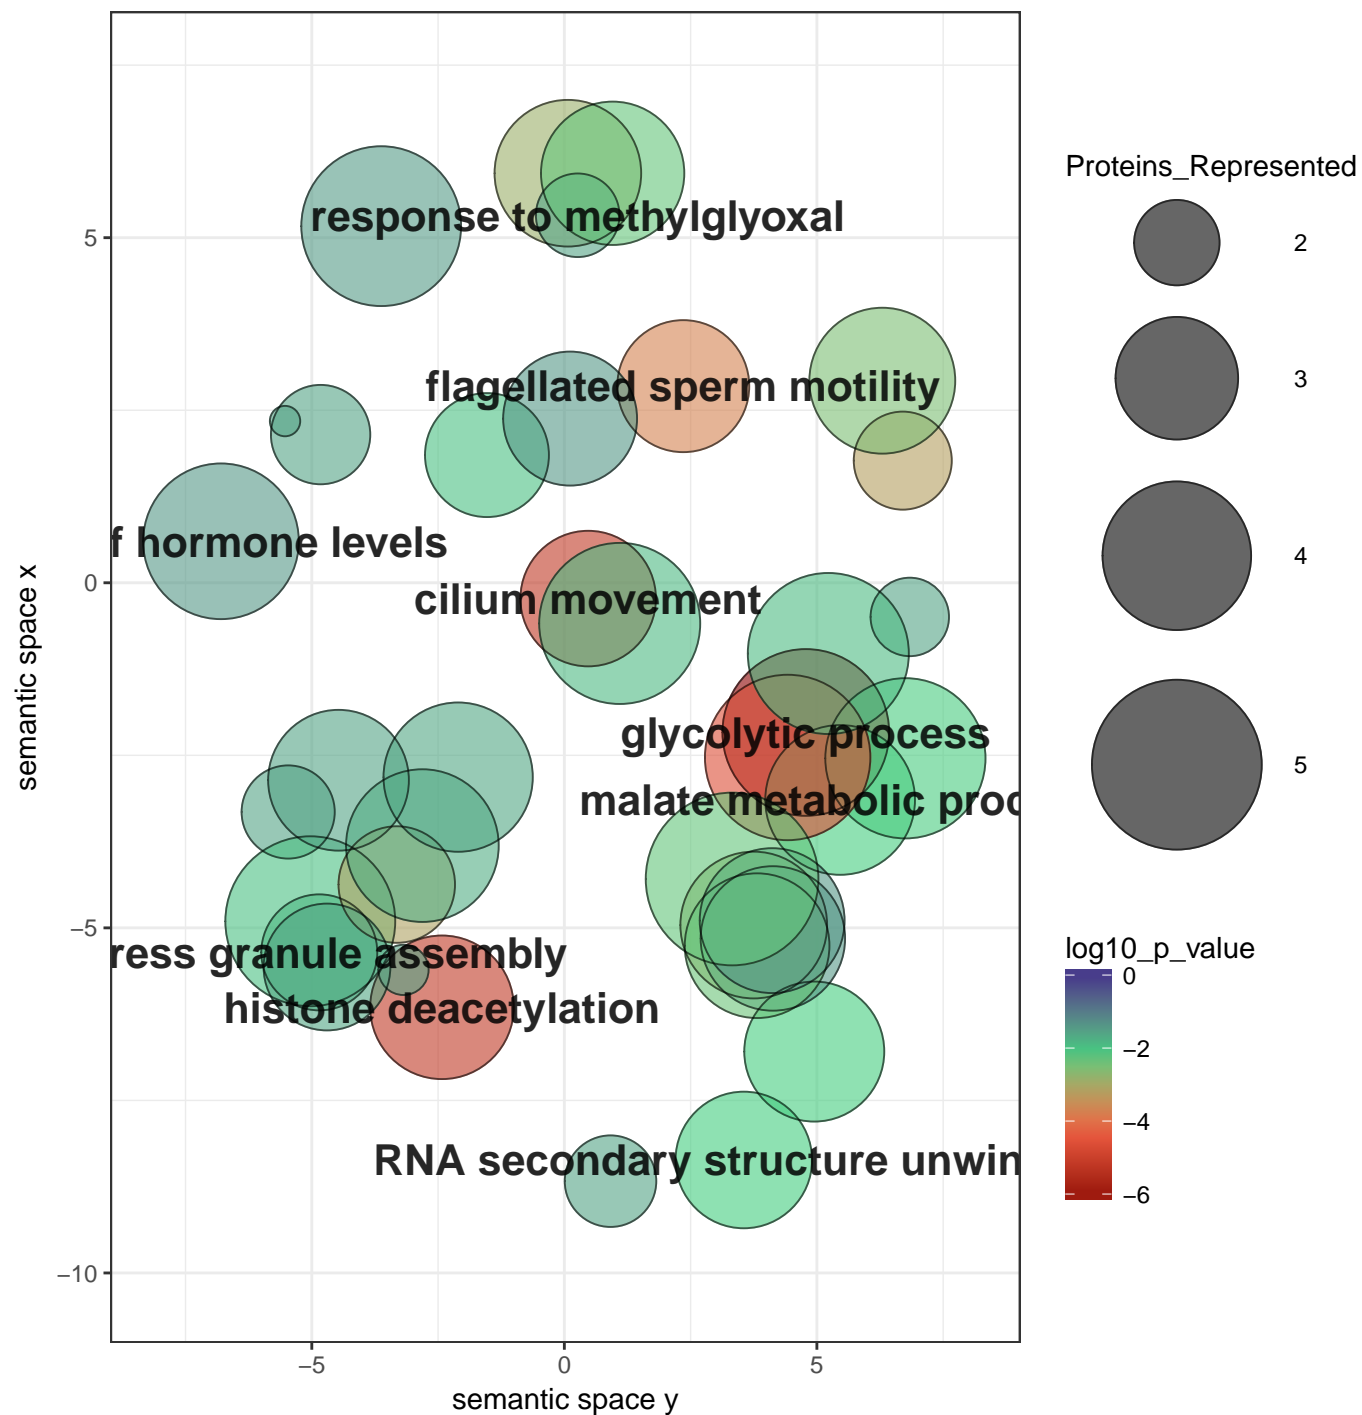 Proteins_Represented
2
3
4
5
log10_p_value
0
−2
−4
−6
response to methylglyoxal
flagellated sperm motility
f hormone levels
cilium movement
glycolytic process
malate metabolic proc
ress granule assembly
histone deacetylation
RNA secondary structure unwin
5
0
−5
−10
semantic space x
−5
0
5
semantic space y